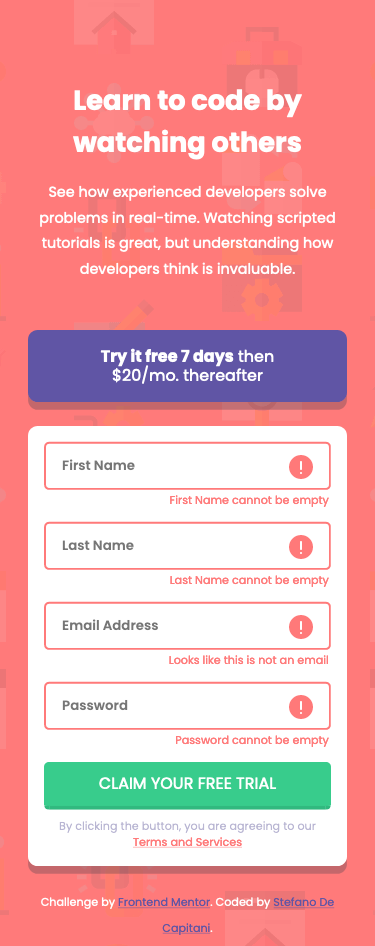 Learn to code by
watching others
See how experienced developers solve
problems in real-time. Watching scripted
tutorials is great, but understanding how
developers think is invaluable.
Try it free 7 days then
$20/mo. thereafter
First Name
First Name cannot be empty
Last Name
Last Name cannot be empty
Email Address
Looks like this is not an email
Password
Password cannot be empty
CLAIM YOUR FREE TRIAL
By clicking the button, you are agreeing to our
Terms and Services
Challenge by Frontend Mentor. Coded by Stefano De
Capitani.